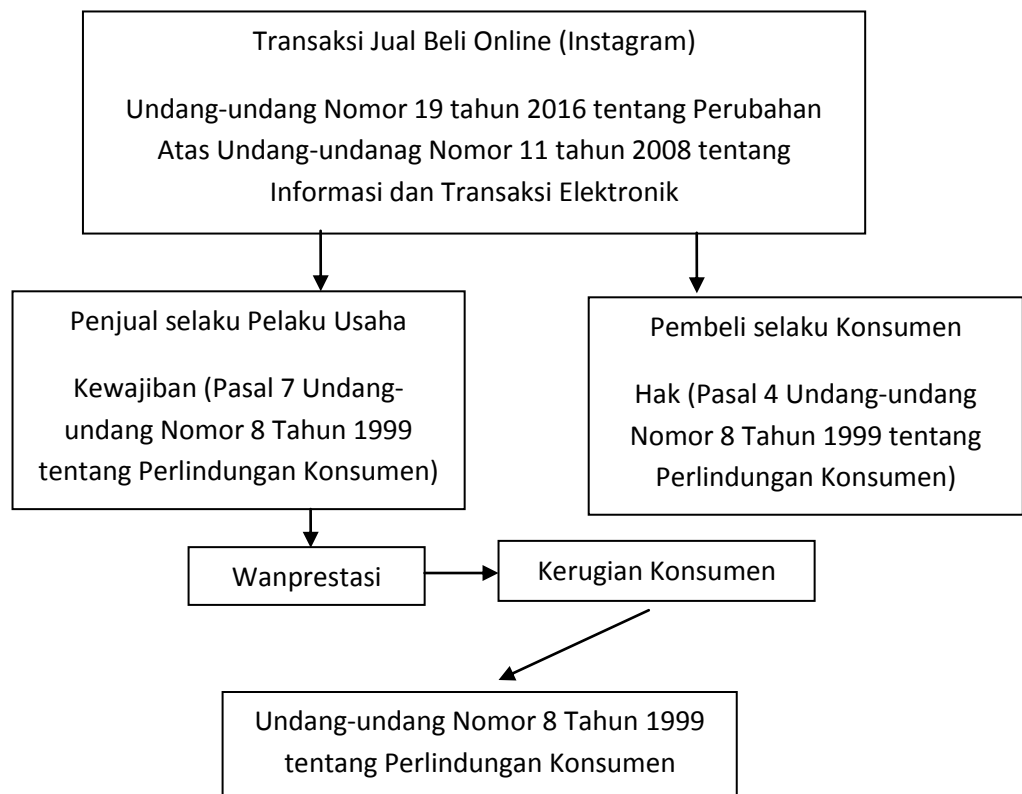 Transaksi Jual Beli Online (Instagram)
Undang-undang Nomor 19 tahun 2016 tentang Perubahan
Atas Undang-undanag Nomor 11 tahun 2008 tentang
Informasi dan Transaksi Elektronik
Penjual selaku Pelaku Usaha
Kewajiban (Pasal 7 Undang-
undang Nomor 8 Tahun 1999
tentang Perlindungan Konsumen)
Pembeli selaku Konsumen
Hak (Pasal 4 Undang-undang
Nomor 8 Tahun 1999 tentang
Perlindungan Konsumen)
Wanprestasi
Kerugian Konsumen
Undang-undang Nomor 8 Tahun 1999
tentang Perlindungan Konsumen